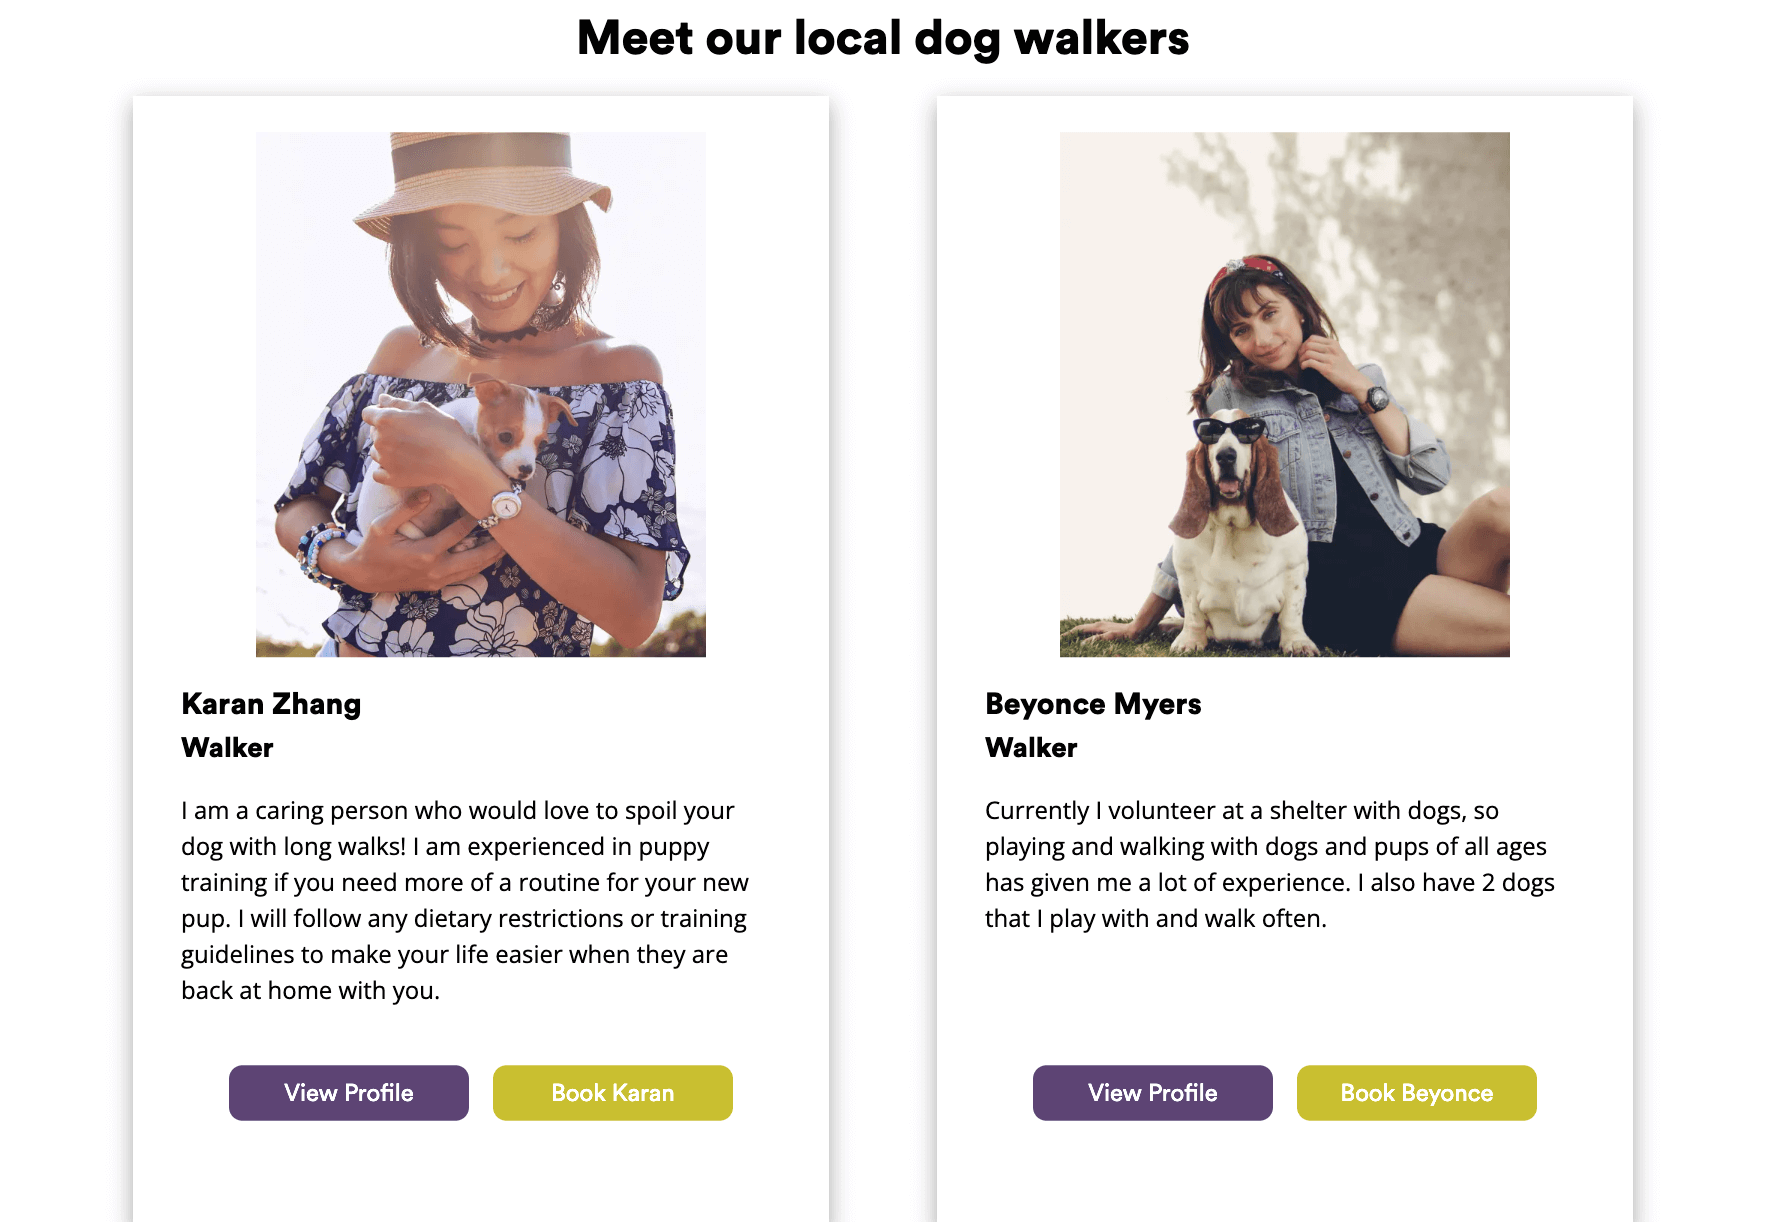 Meet our local dog walkers
Karan Zhang
Walker
I am a caring person who would love to spoil your
dog with long walks! I am experienced in puppy
training if you need more of a routine for your new
pup. I will follow any dietary restrictions or training
guidelines to make your life easier when they are
back at home with you.
View Profile
Book Karan
Beyonce Myers
Walker
Currently I volunteer at a shelter with dogs, so
playing and walking with dogs and pups of all ages
has given me a lot of experience. I also have 2 dogs
that I play with and walk often.
View Profile
Book Beyonce